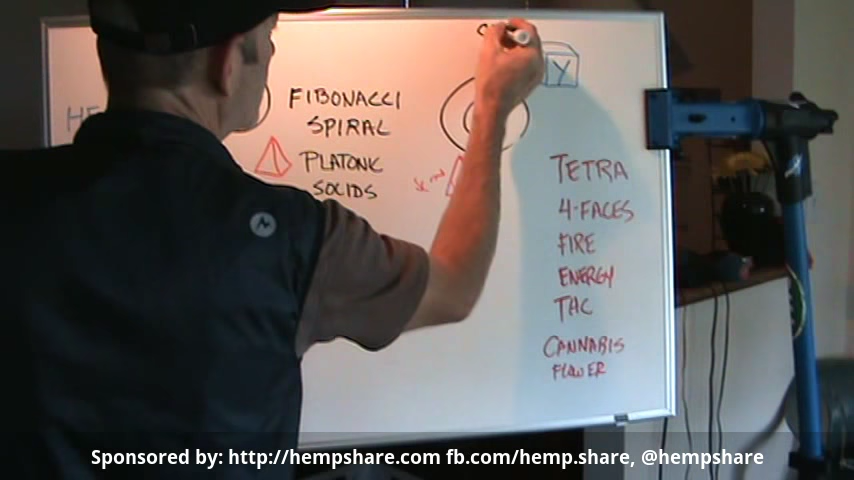 HE
FIBONACCI
SPIRAL
PLATONIC
SOLIDS
Y
TETRA
4-FACES
FIRE
ENERGY
THC
CANNABIS
FLOWER
Sponsored by: http://hempshare.com fb.com/hemp.share, @hempshare